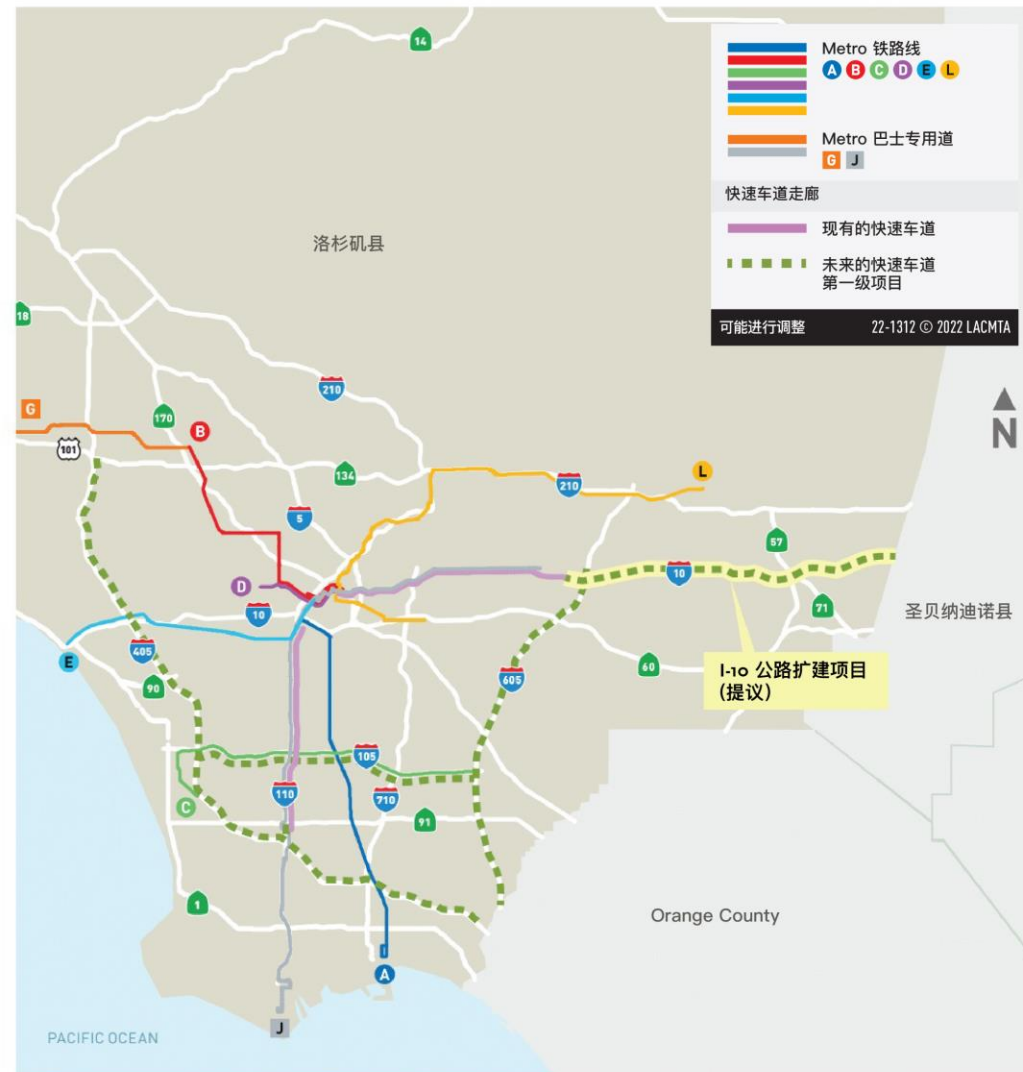 14
Metro 铁路线
A B C D E L
Metro 巴士专用道
G J
快速车道走廊
现有的快速车道
未来的快速车道
第一级项目
可能进行调整 22-1312 © 2022 LACMTA
洛杉矶县
18
210
N
G
170
B
101
134
210
L
5
57
D
10
10
71
圣贝纳迪诺县
405
E
90
605
60
I-10 公路扩建项目
(提议)
105
C
110
710
91
1
Orange County
A
J
PACIFIC OCEAN